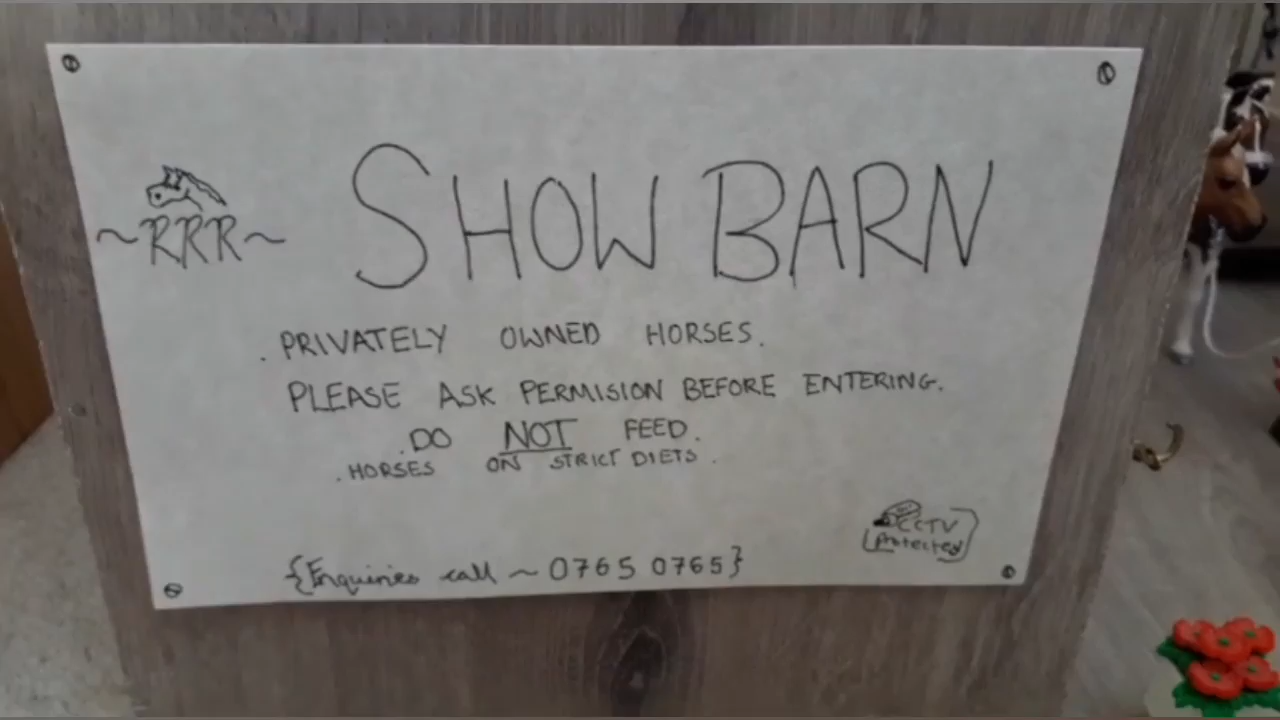 SHOW BARN
~RRR~
. PRIVATELY OWNED HORSES.
PLEASE ASK PERMISION BEFORE ENTERING.
. DO NOT FEED.
. HORSES ON STRICT DIETS.
CCTV
Protected
{Enquiries call ~ 0765 0765}